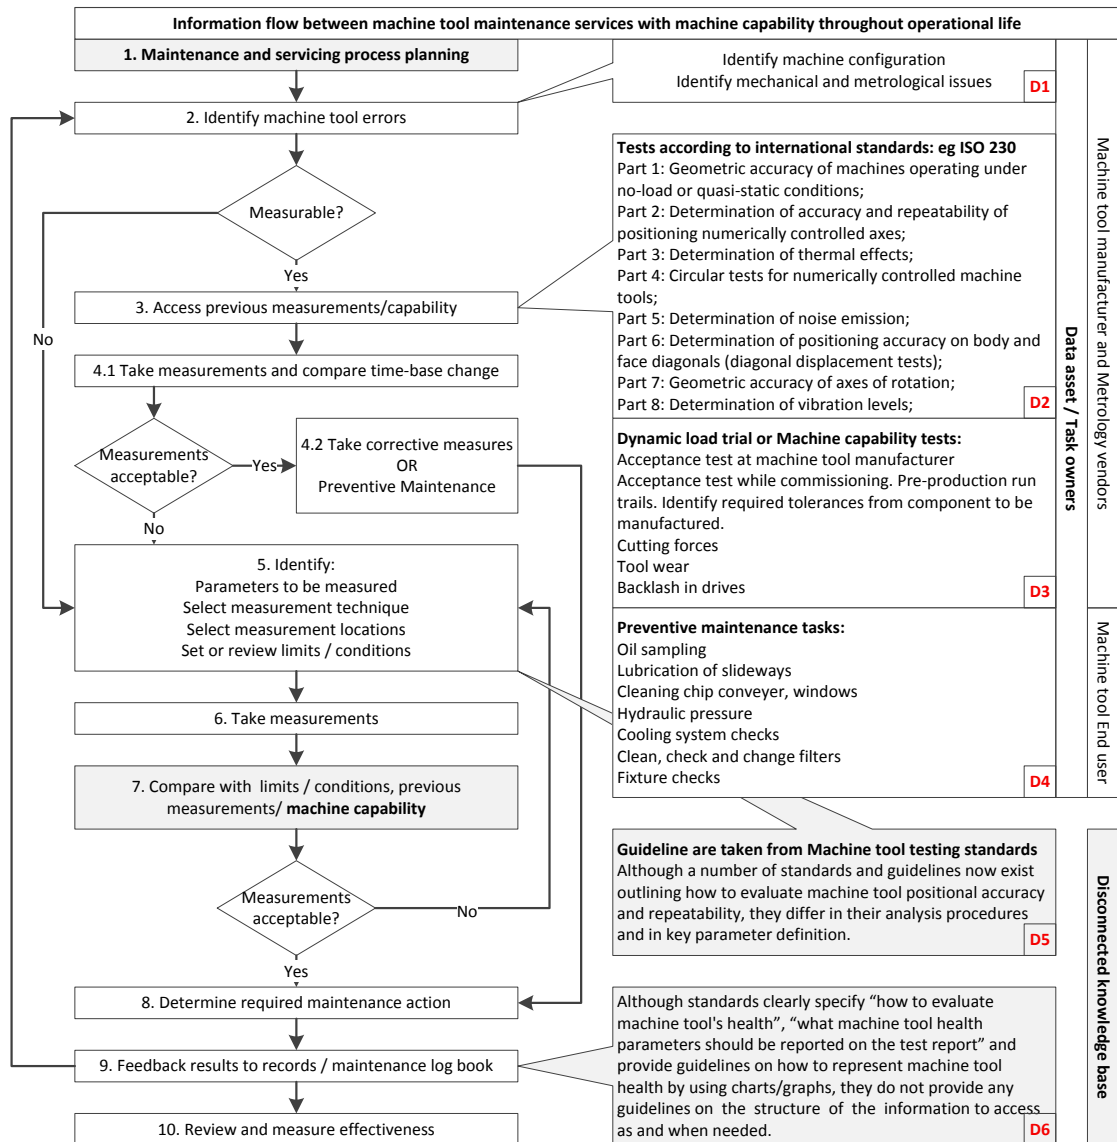 Information flow between machine tool maintenance services with machine capability throughout operational life
1. Maintenance and servicing process planning
2. Identify machine tool errors
Measurable?
Yes
No
3. Access previous measurements/capability
4.1 Take measurements and compare time-base change
Measurements
acceptable?
Yes
No
4.2 Take corrective measures
OR
Preventive Maintenance
5. Identify:
Parameters to be measured
Select measurement technique
Select measurement locations
Set or review limits / conditions
6. Take measurements
7. Compare with limits / conditions, previous
measurements/ machine capability
Measurements
acceptable?
No
Yes
8. Determine required maintenance action
9. Feedback results to records / maintenance log book
10. Review and measure effectiveness
Identify machine configuration
Identify mechanical and metrological issues
D1
Tests according to international standards: eg ISO 230
Part 1: Geometric accuracy of machines operating under
no-load or quasi-static conditions;
Part 2: Determination of accuracy and repeatability of
positioning numerically controlled axes;
Part 3: Determination of thermal effects;
Part 4: Circular tests for numerically controlled machine
tools;
Part 5: Determination of noise emission;
Part 6: Determination of positioning accuracy on body and
face diagonals (diagonal displacement tests);
Part 7: Geometric accuracy of axes of rotation;
Part 8: Determination of vibration levels;
D2
Dynamic load trial or Machine capability tests:
Acceptance test at machine tool manufacturer
Acceptance test while commissioning. Pre-production run
trails. Identify required tolerances from component to be
manufactured.
Cutting forces
Tool wear
Backlash in drives
D3
Preventive maintenance tasks:
Oil sampling
Lubrication of slideways
Cleaning chip conveyer, windows
Hydraulic pressure
Cooling system checks
Clean, check and change filters
Fixture checks
D4
Guideline are taken from Machine tool testing standards
Although a number of standards and guidelines now exist
outlining how to evaluate machine tool positional accuracy
and repeatability, they differ in their analysis procedures
and in key parameter definition.
D5
Although standards clearly specify “how to evaluate
machine tool's health”, “what machine tool health
parameters should be reported on the test report” and
provide guidelines on how to represent machine tool
health by using charts/graphs, they do not provide any
guidelines on the structure of the information to access
as and when needed.
D6
Data asset / Task owners
Machine tool manufacturer and Metrology vendors
Machine tool End user
Disconnected knowledge base